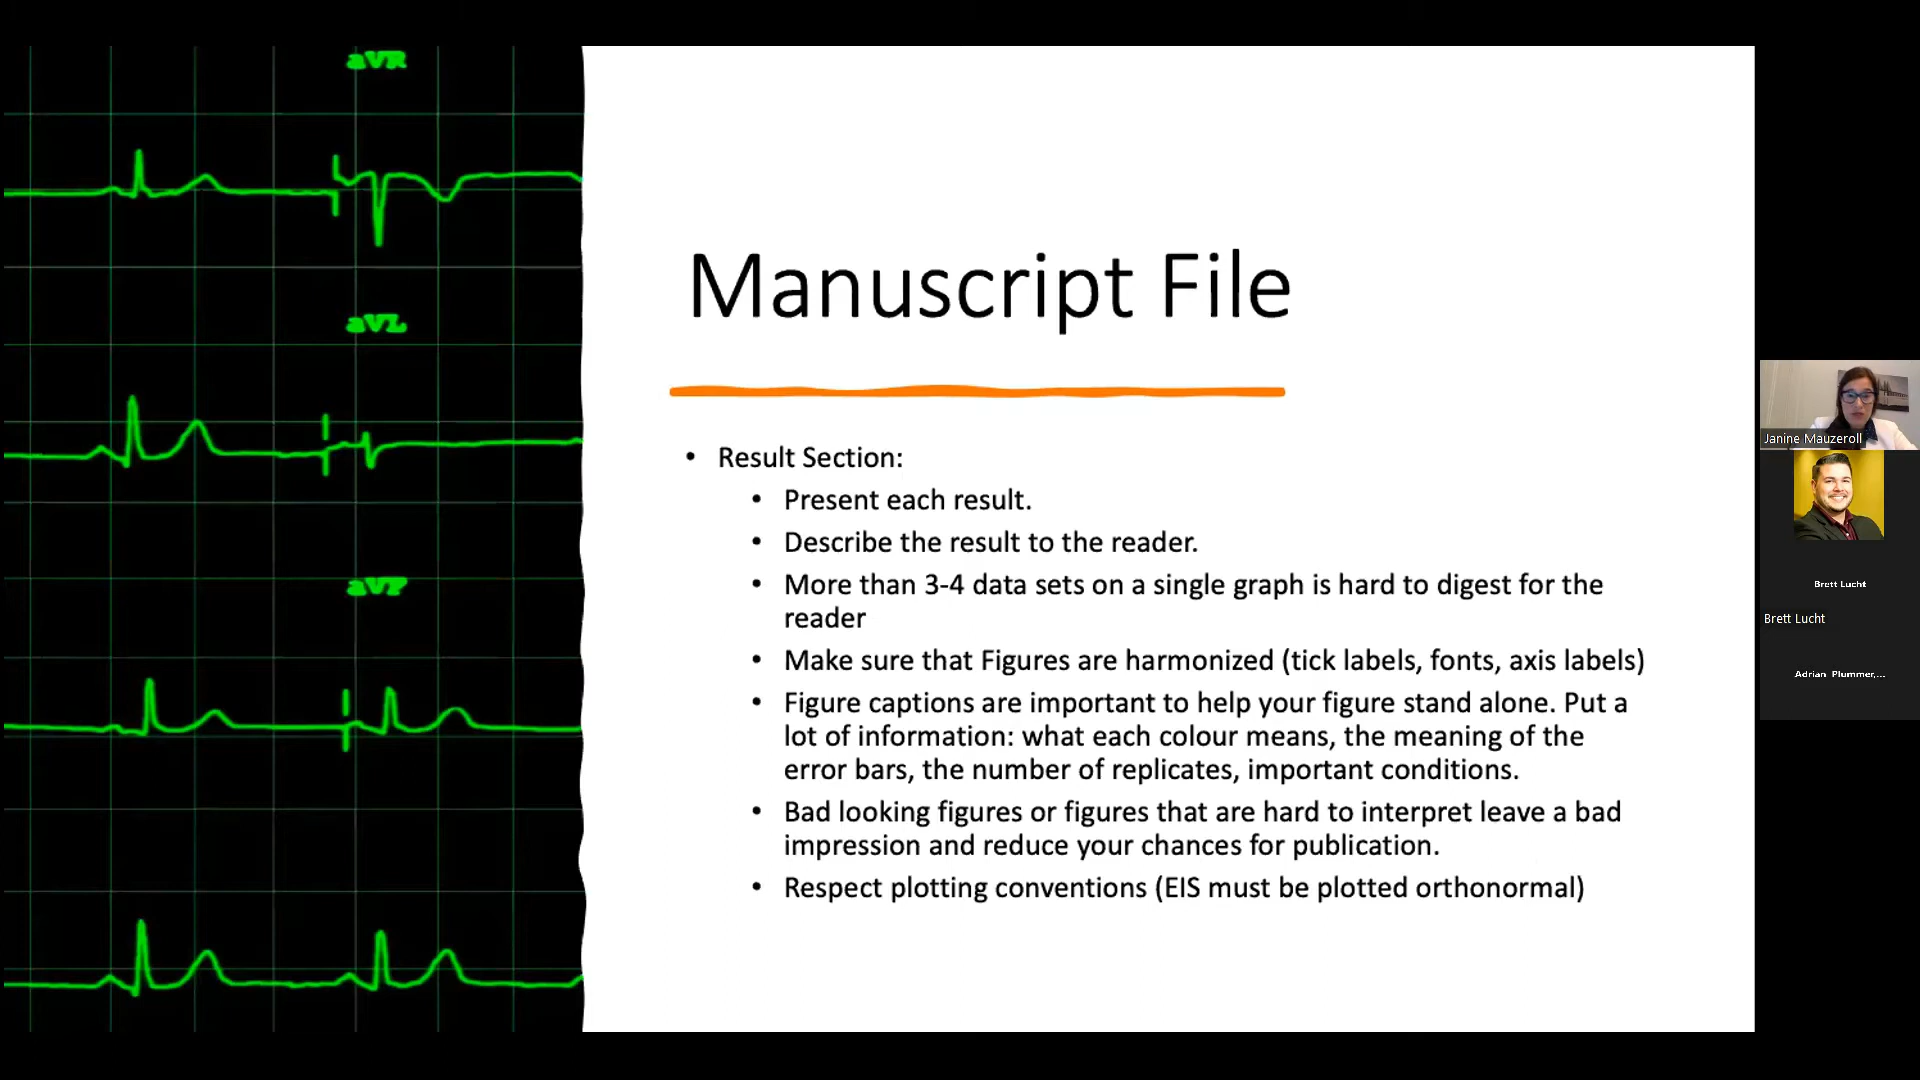 aVR
aVL
aVF
Manuscript File
• Result Section:
• Present each result.
• Describe the result to the reader.
• More than 3-4 data sets on a single graph is hard to digest for the
reader
• Make sure that Figures are harmonized (tick labels, fonts, axis labels)
• Figure captions are important to help your figure stand alone. Put a
lot of information: what each colour means, the meaning of the
error bars, the number of replicates, important conditions.
• Bad looking figures or figures that are hard to interpret leave a bad
impression and reduce your chances for publication.
• Respect plotting conventions (EIS must be plotted orthonormal)
Janine Mauzeroll
Brett Lucht
Brett Lucht
Adrian Plummer,...